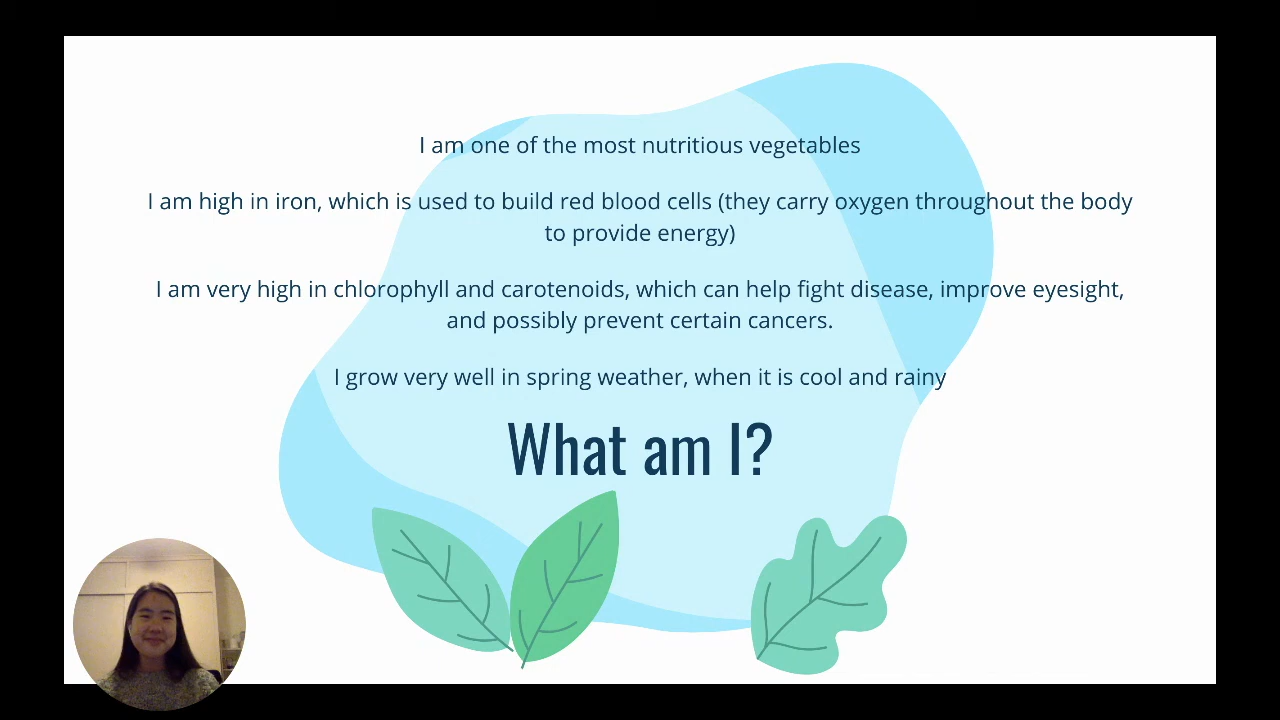 I am one of the most nutritious vegetables
I am high in iron, which is used to build red blood cells (they carry oxygen throughout the body
to provide energy)
I am very high in chlorophyll and carotenoids, which can help fight disease, improve eyesight,
and possibly prevent certain cancers.
I grow very well in spring weather, when it is cool and rainy
What am I?